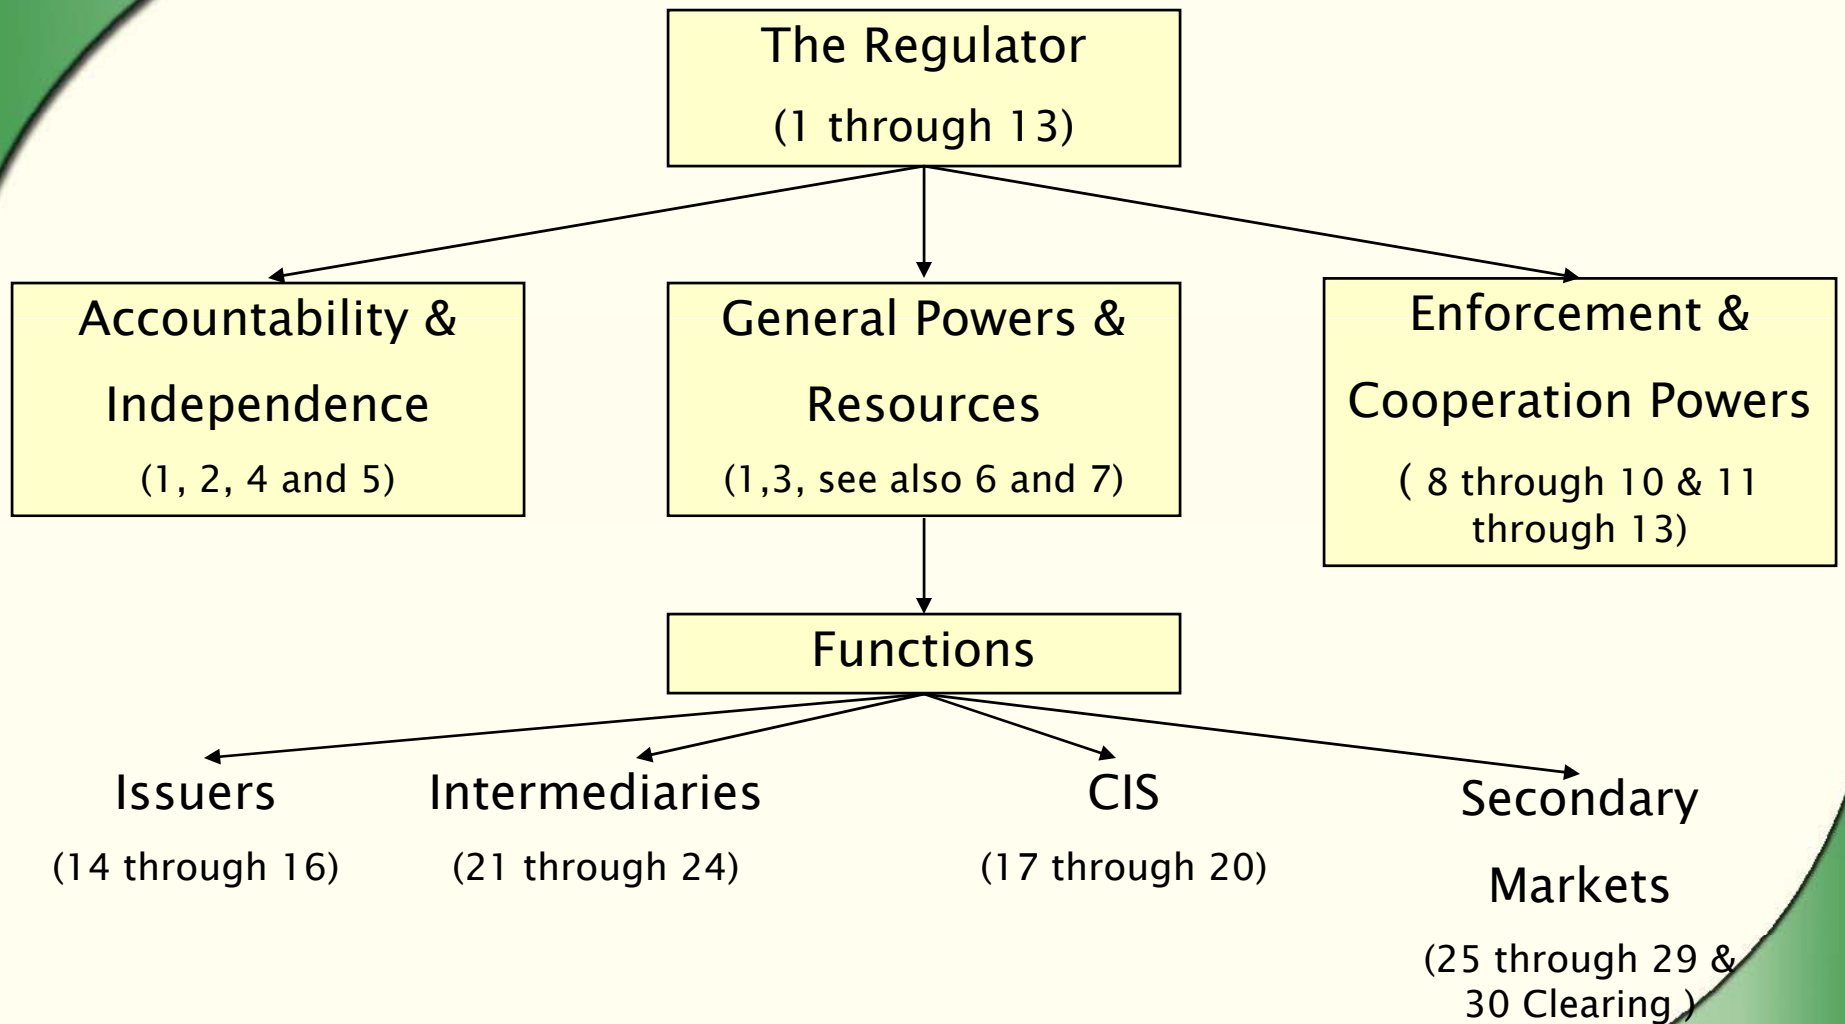 The Regulator
(1 through 13)
Accountability &
Independence
(1, 2, 4 and 5)
General Powers &
Resources
(1,3, see also 6 and 7)
Enforcement &
Cooperation Powers
( 8 through 10 & 11
through 13)
Functions
Issuers
(14 through 16)
Intermediaries
(21 through 24)
CIS
(17 through 20)
Secondary
Markets
(25 through 29 &
30 Clearing )